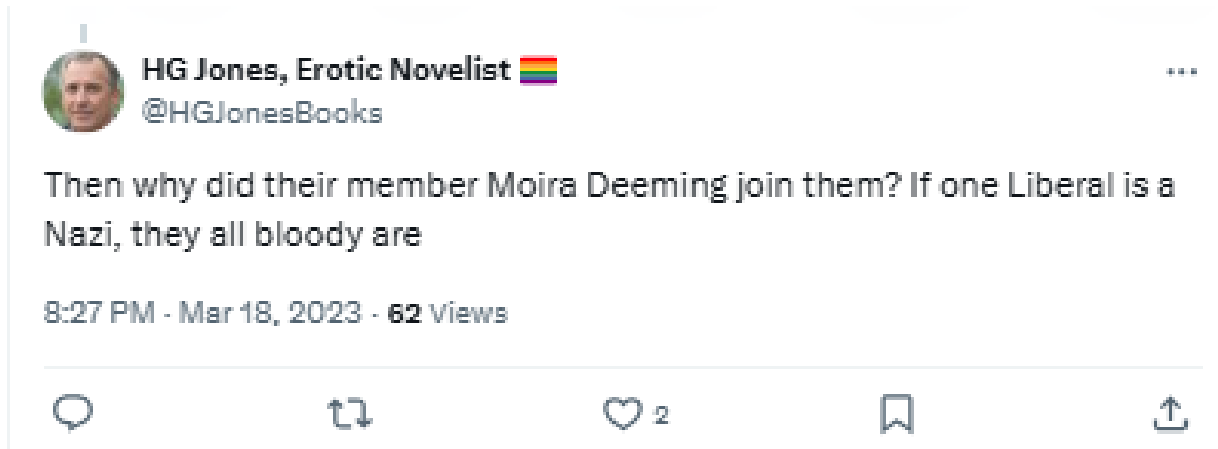 HG Jones, Erotic Novelist 🏳️‍🌈
@HGJonesBooks
Then why did their member Moira Deeming join them? If one Liberal is a
Nazi, they all bloody are
8:27 PM · Mar 18, 2023 · 62 Views
2